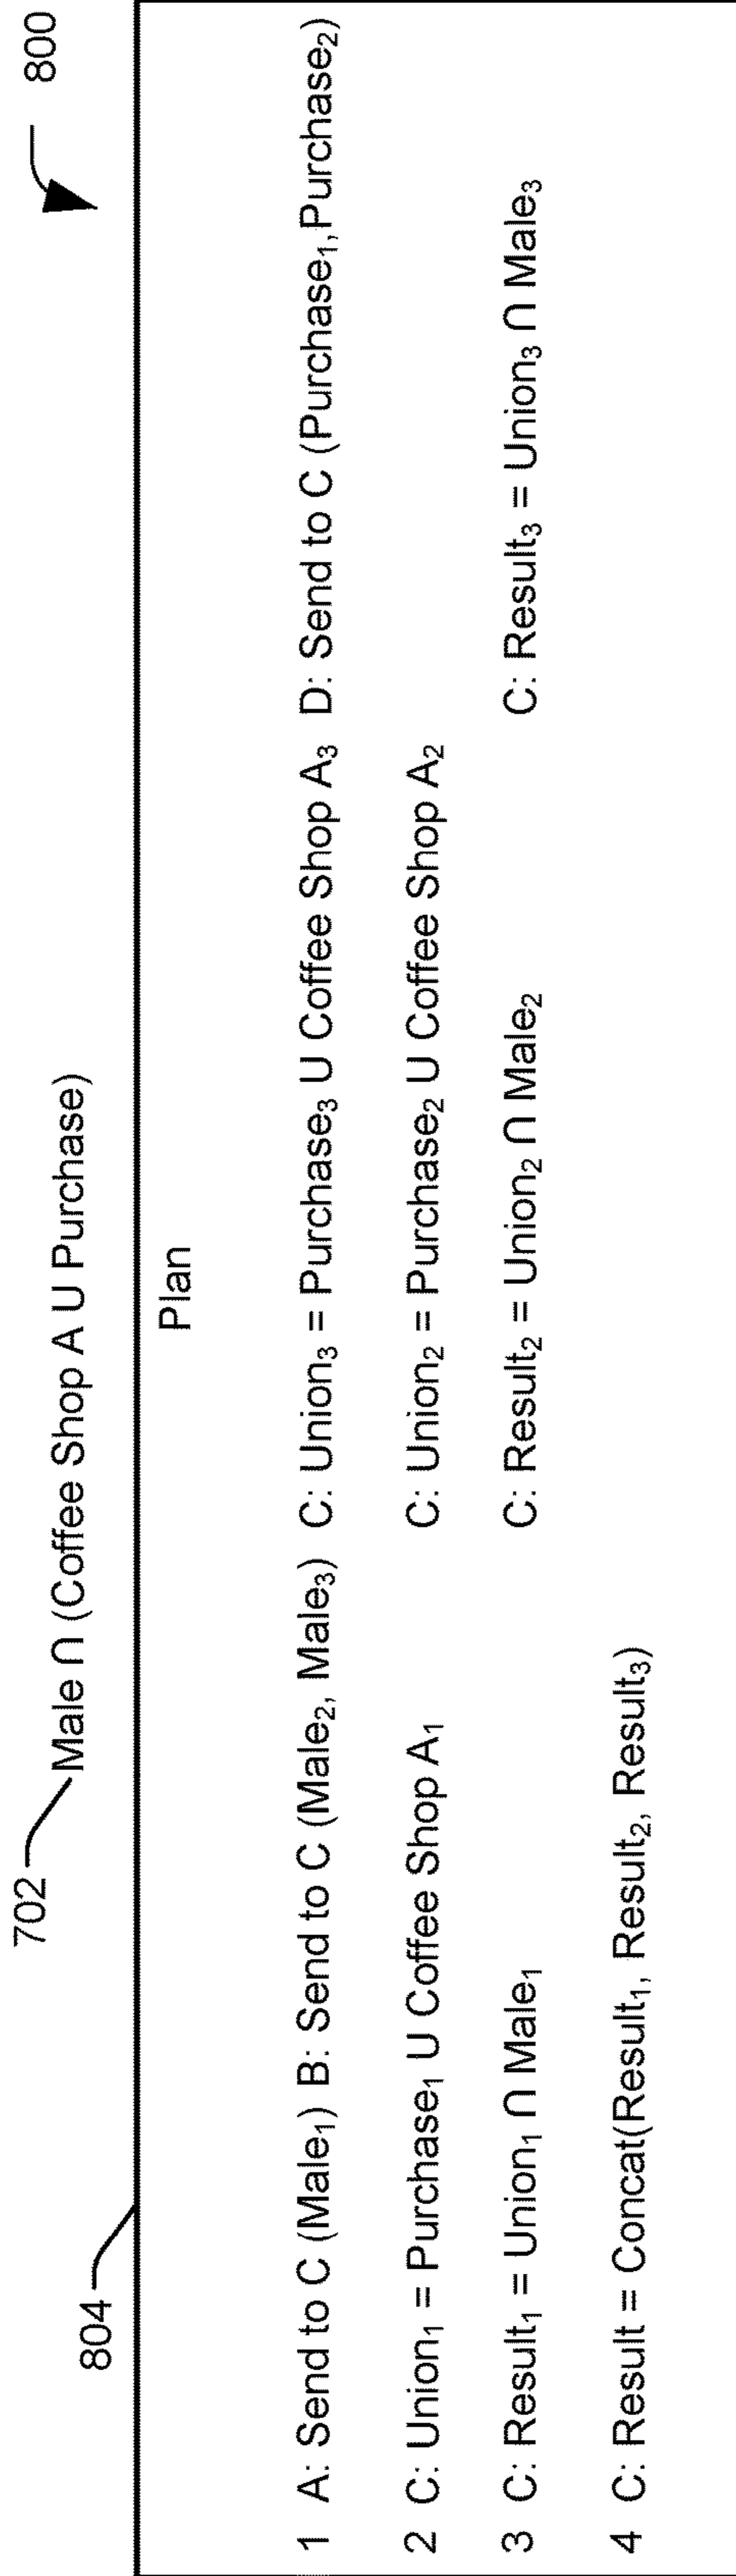 800
702
Male ∩ (Coffee Shop A U Purchase)
804
Plan
1 A: Send to C (Male₁) B: Send to C (Male₂, Male₃) C: Union₃ = Purchase₃ U Coffee Shop A₃ D: Send to C (Purchase₁,Purchase₂)
2 C: Union₁ = Purchase₁ U Coffee Shop A₁ C: Union₂ = Purchase₂ U Coffee Shop A₂
3 C: Result₁ = Union₁ ∩ Male₁ C: Result₂ = Union₂ ∩ Male₂ C: Result₃ = Union₃ ∩ Male₃
4 C: Result = Concat(Result₁, Result₂, Result₃)